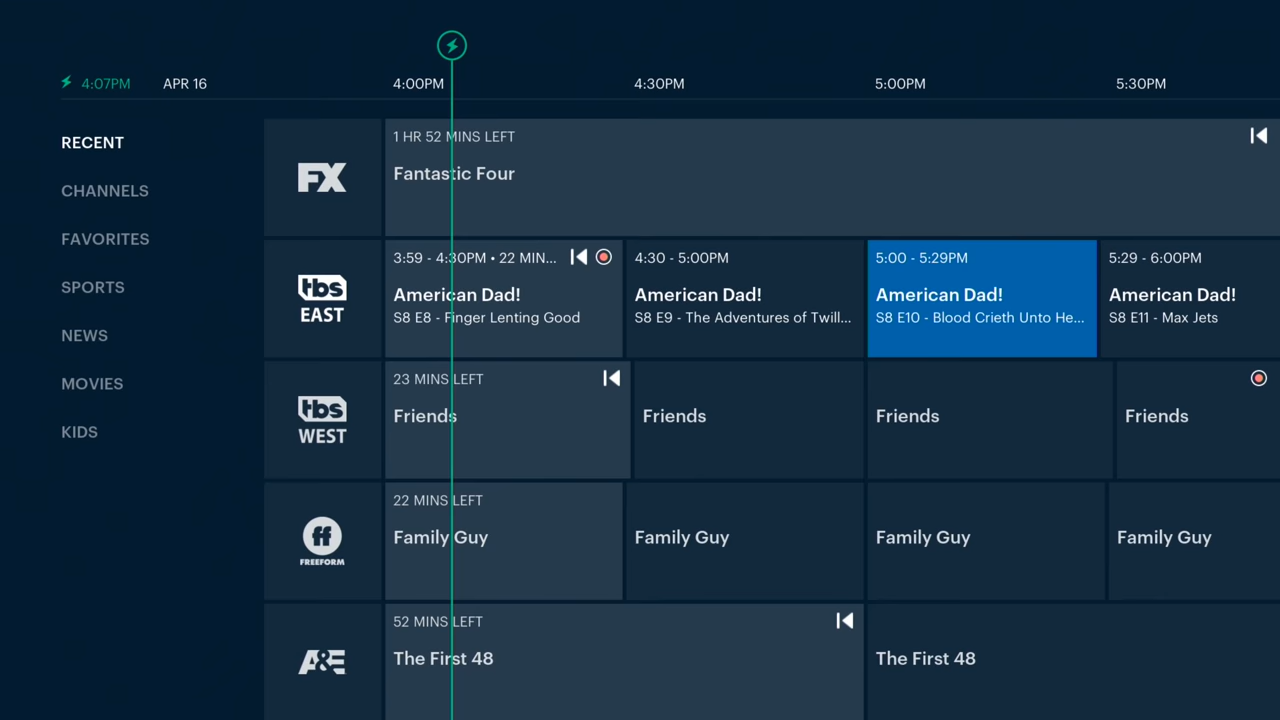 4:07PM APR 16 4:00PM 4:30PM 5:00PM 5:30PM
RECENT
CHANNELS
FAVORITES
SPORTS
NEWS
MOVIES
KIDS
FX
1 HR 52 MINS LEFT
Fantastic Four
tbs
EAST
3:59 - 4:30PM • 22 MIN...
American Dad!
S8 E8 - Finger Lenting Good
4:30 - 5:00PM
American Dad!
S8 E9 - The Adventures of Twill...
5:00 - 5:29PM
American Dad!
S8 E10 - Blood Crieth Unto He...
5:29 - 6:00PM
American Dad!
S8 E11 - Max Jets
tbs
WEST
23 MINS LEFT
Friends
Friends
Friends
Friends
ff
FREEFORM
22 MINS LEFT
Family Guy
Family Guy
Family Guy
Family Guy
A&E
52 MINS LEFT
The First 48
The First 48